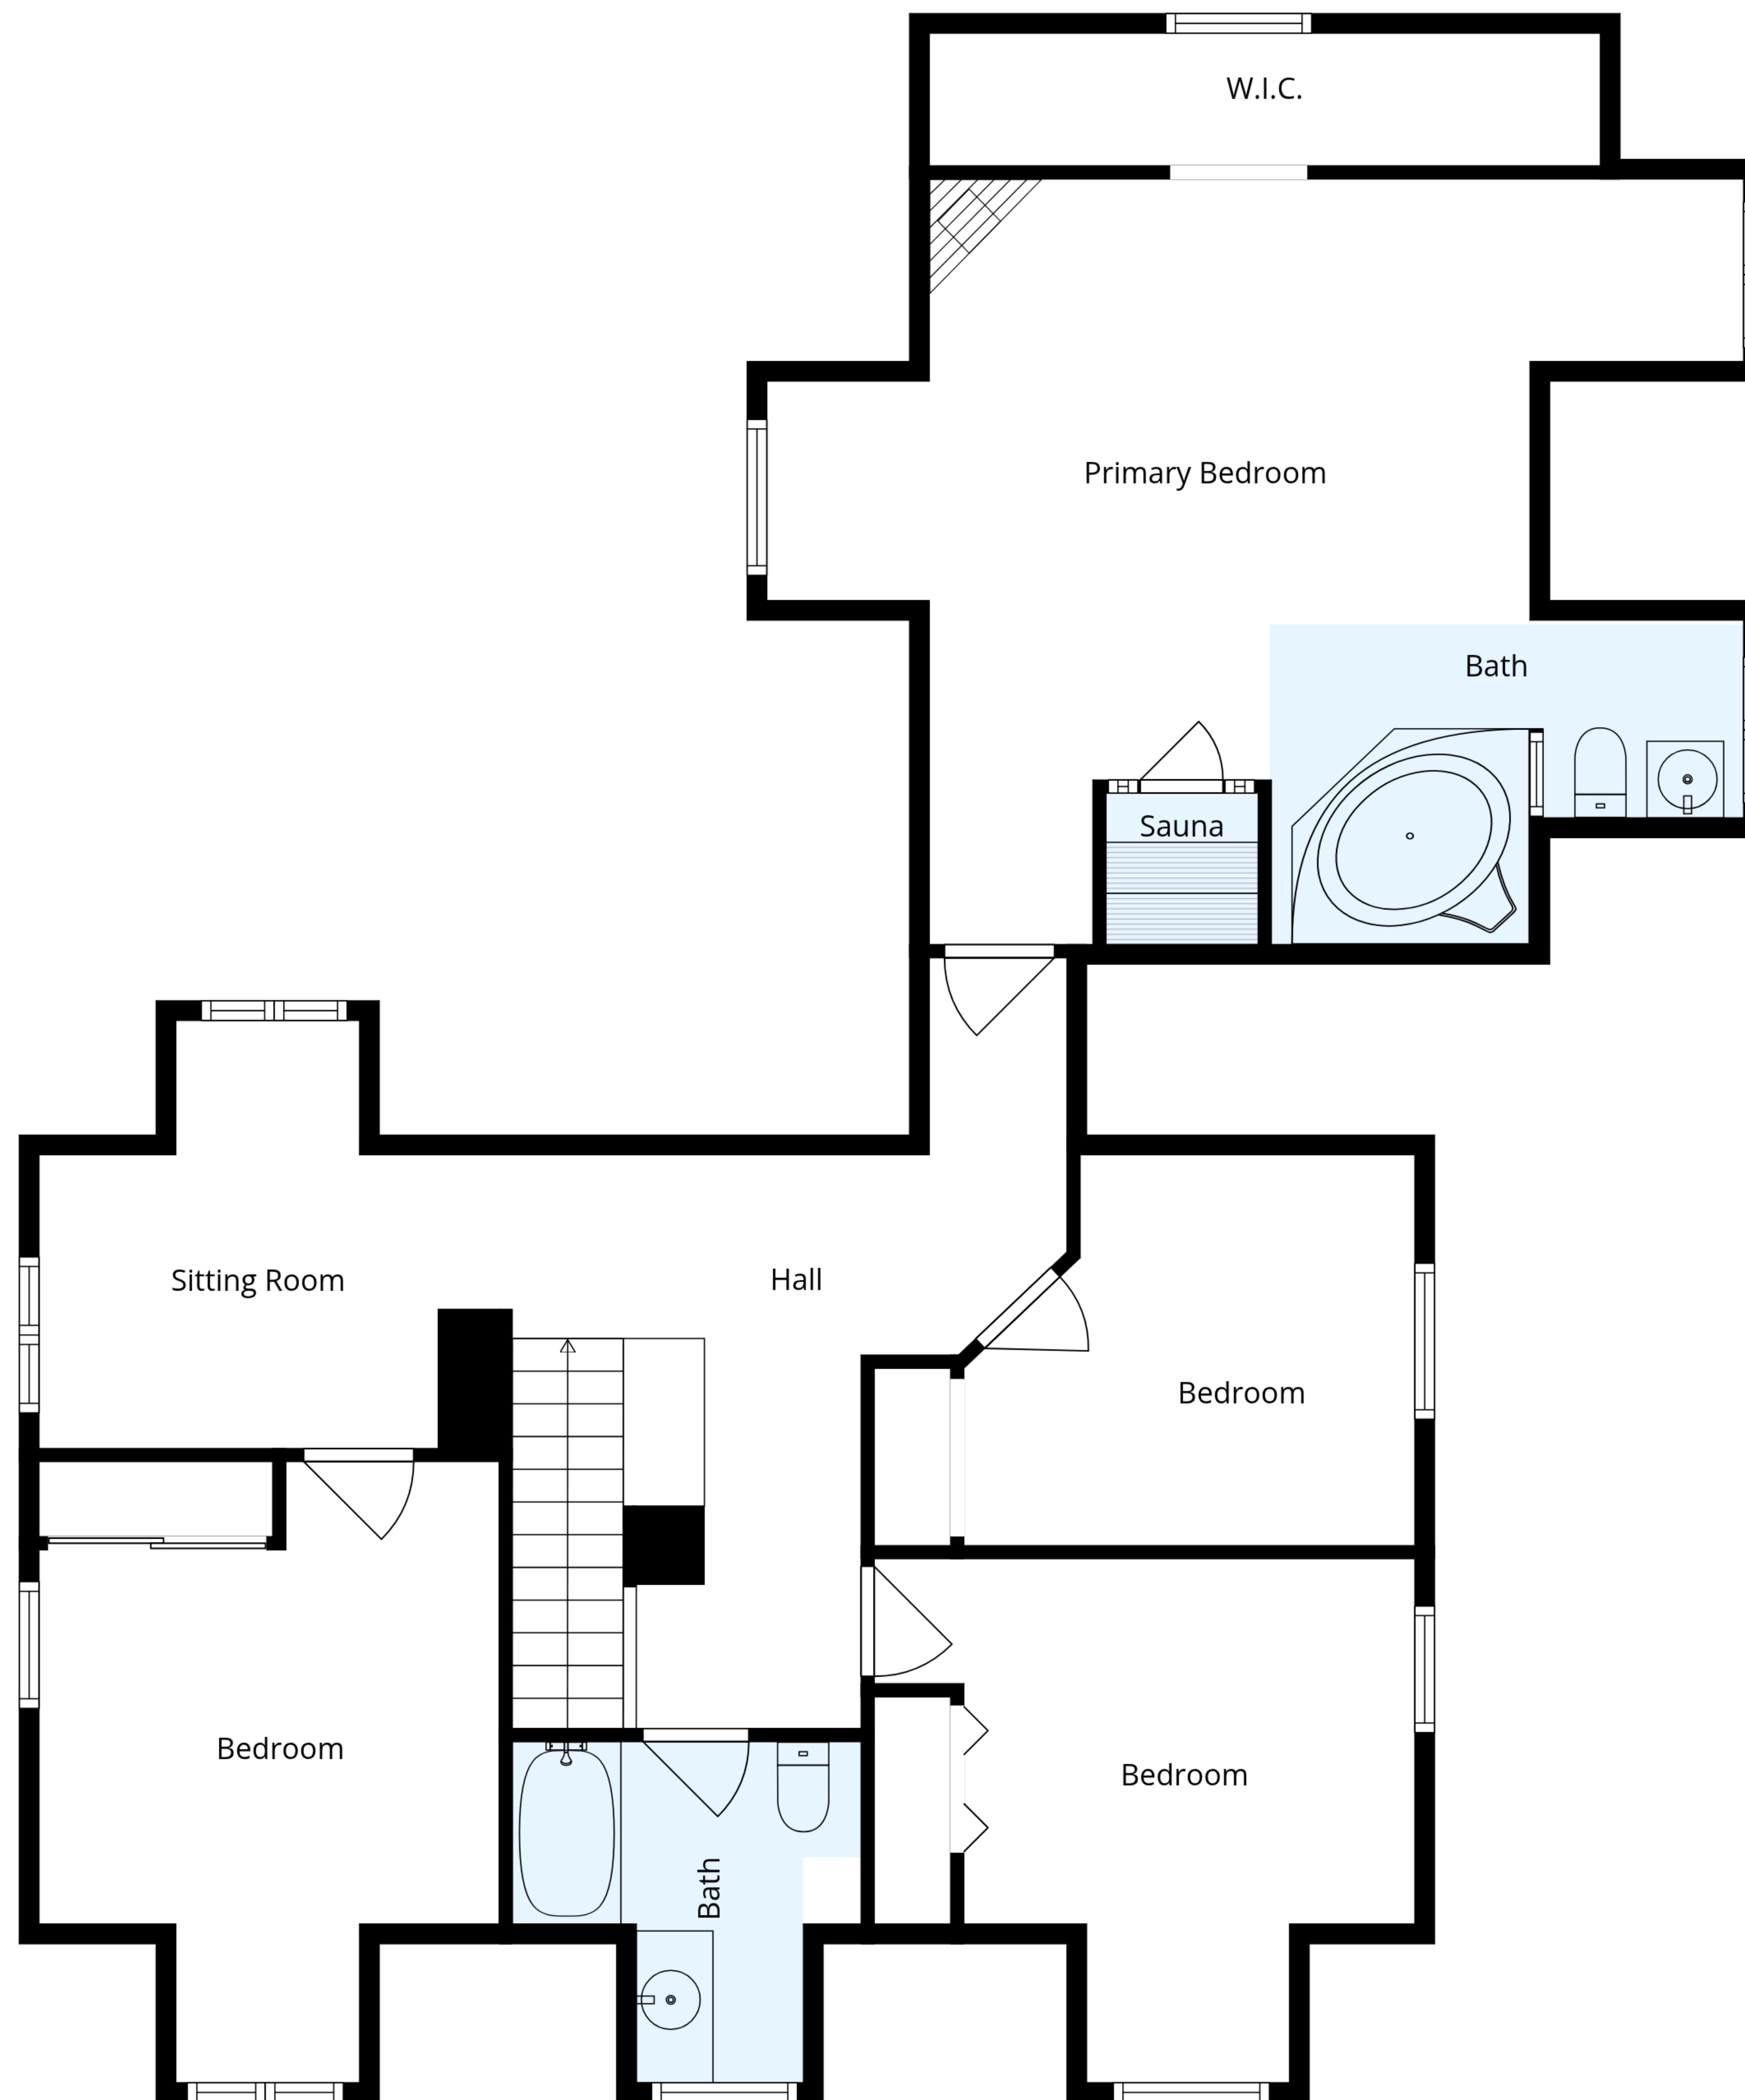 W.I.C.
Primary Bedroom
Bath
Sauna
Sitting Room
Hall
Bedroom
Bedroom
Bedroom
Bath